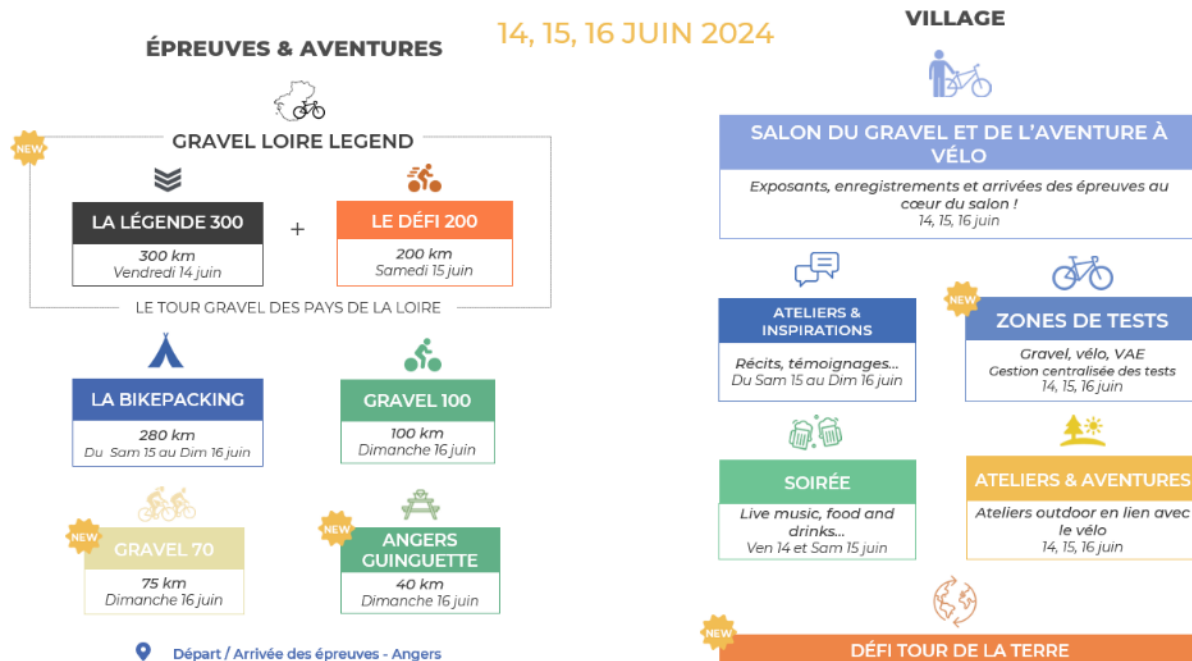 14, 15, 16 JUIN 2024
ÉPREUVES & AVENTURES
NEW
GRAVEL LOIRE LEGEND
LA LÉGENDE 300
300 km
Vendredi 14 juin
+
LE DÉFI 200
200 km
Samedi 15 juin
LE TOUR GRAVEL DES PAYS DE LA LOIRE
LA BIKEPACKING
280 km
Du Sam 15 au Dim 16 juin
GRAVEL 100
100 km
Dimanche 16 juin
NEW
GRAVEL 70
75 km
Dimanche 16 juin
NEW
ANGERS
GUINGUETTE
40 km
Dimanche 16 juin
Départ / Arrivée des épreuves - Angers
VILLAGE
SALON DU GRAVEL ET DE L'AVENTURE À
VÉLO
Exposants, enregistrements et arrivées des épreuves au
cœur du salon !
14, 15, 16 juin
ATELIERS &
INSPIRATIONS
Récits, témoignages...
Du Sam 15 au Dim 16 juin
NEW
ZONES DE TESTS
Gravel, vélo, VAE
Gestion centralisée des tests
14, 15, 16 juin
SOIRÉE
Live music, food and
drinks...
Ven 14 et Sam 15 juin
ATELIERS & AVENTURES
Ateliers outdoor en lien avec
le vélo
14, 15, 16 juin
NEW
DÉFI TOUR DE LA TERRE